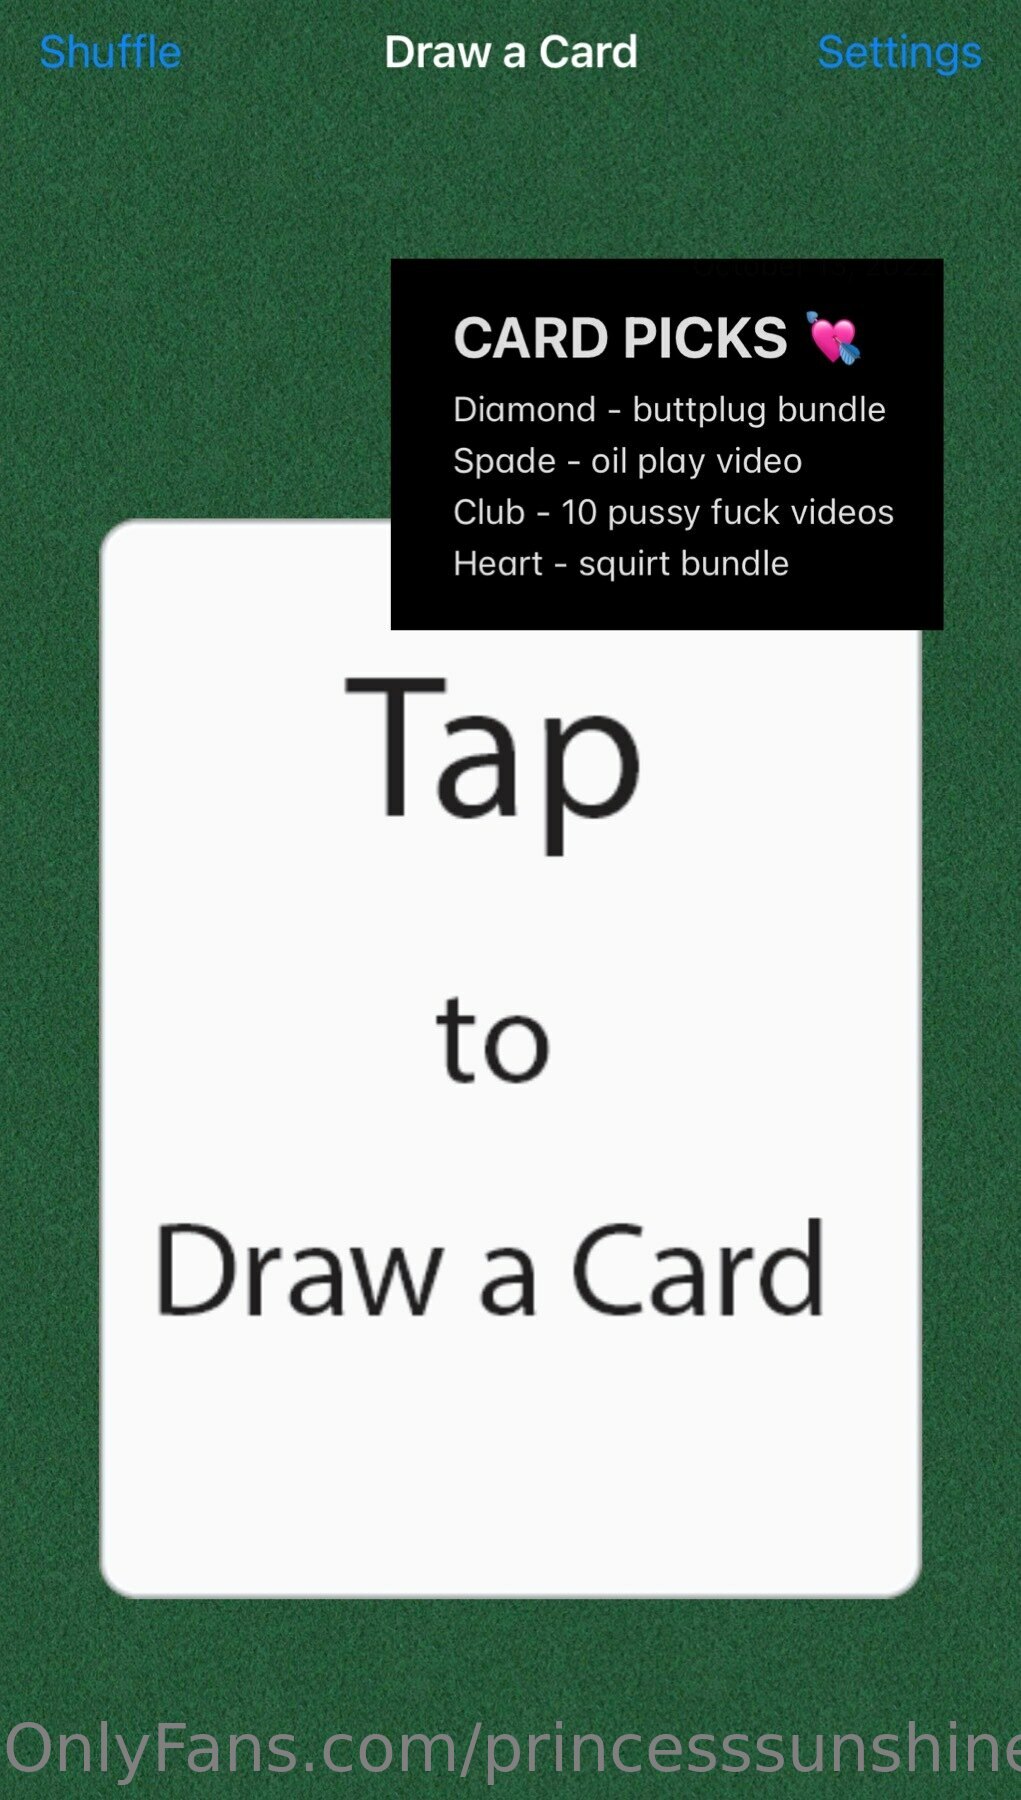 Shuffle
Draw a Card
Settings
CARD PICKS 💘
Diamond - buttplug bundle
Spade - oil play video
Club - 10 pussy fuck videos
Heart - squirt bundle
Tap
to
Draw a Card
OnlyFans.com/princesssunshine